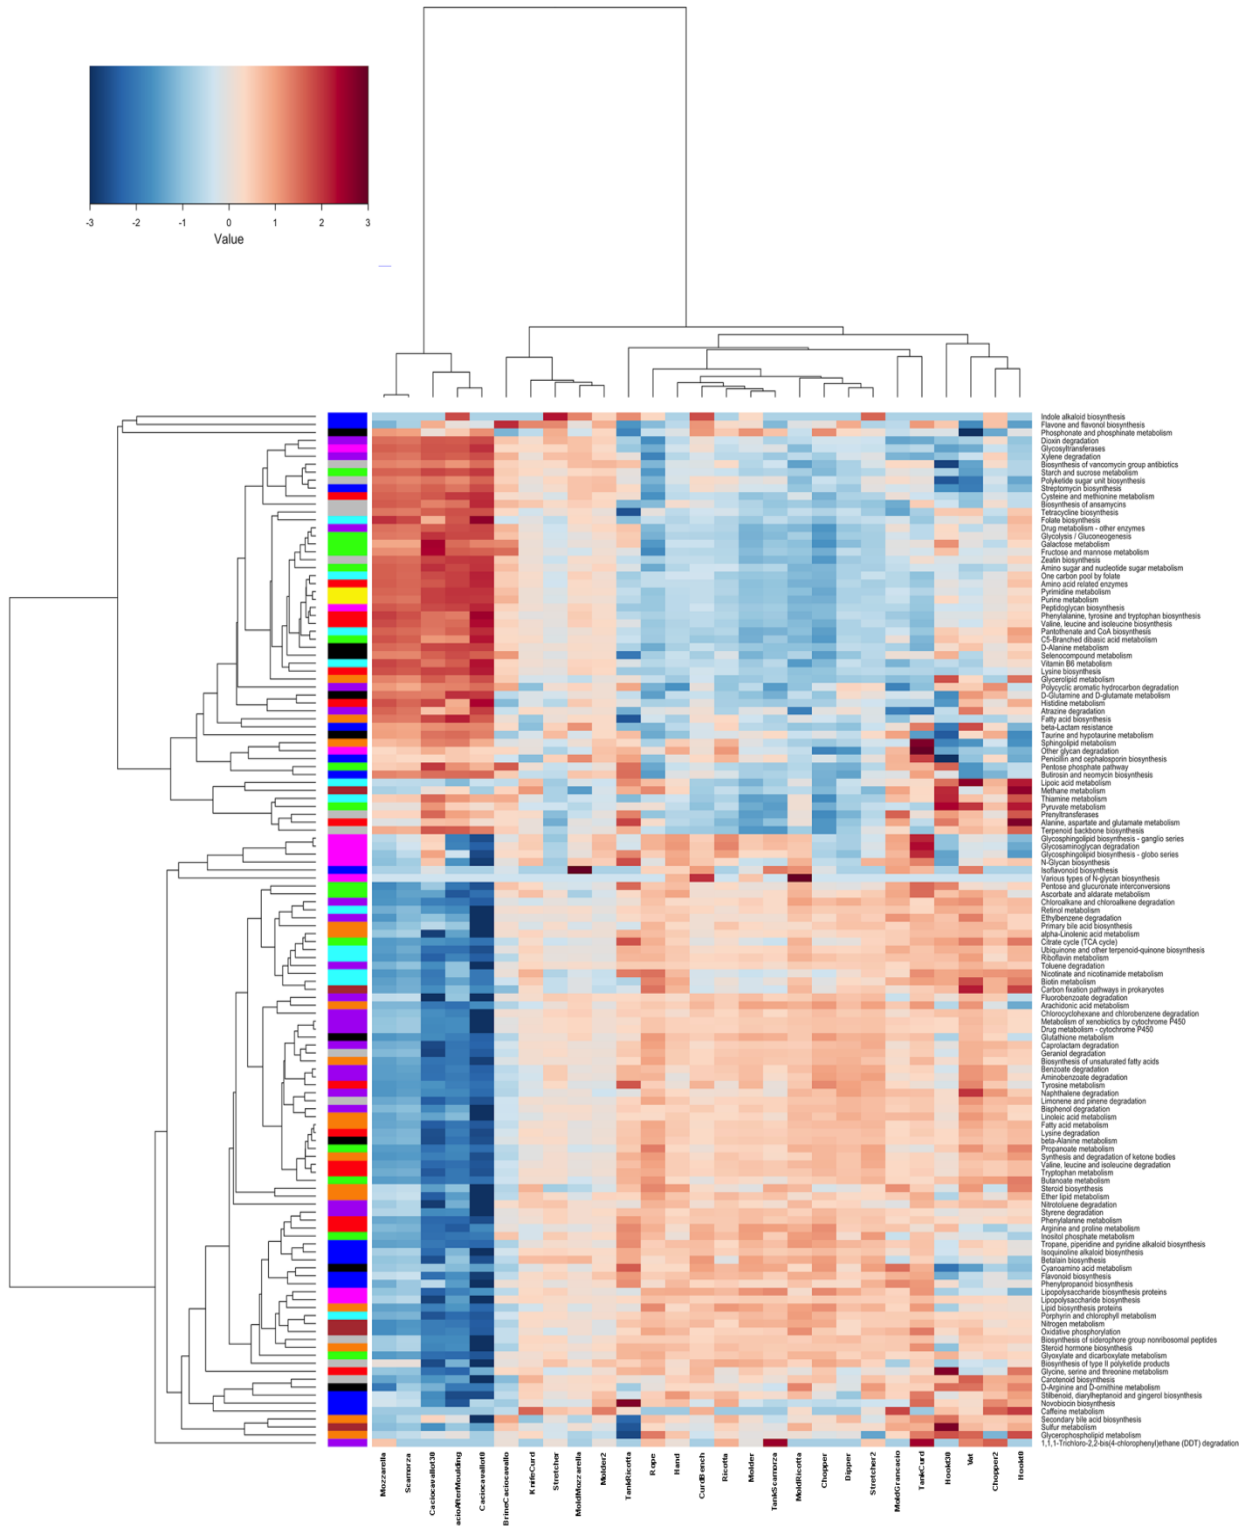 -3 -2 -1 0 1 2 3
Value
Indole alkaloid biosynthesis
Flavone and flavonol biosynthesis
Phosphonate and phosphinate metabolism
Dioxin degradation
Glycosyltransferases
Xylene degradation
Biosynthesis of vancomycin group antibiotics
Starch and sucrose metabolism
Polyketide sugar unit biosynthesis
Streptomycin biosynthesis
Cysteine and methionine metabolism
Biosynthesis of ansamycins
Tetracycline biosynthesis
Folate biosynthesis
Drug metabolism - other enzymes
Glycolysis / Gluconeogenesis
Galactose metabolism
Fructose and mannose metabolism
Zeatin biosynthesis
Amino sugar and nucleotide sugar metabolism
One carbon pool by folate
Amino acid related enzymes
Pyrimidine metabolism
Purine metabolism
Peptidoglycan biosynthesis
Phenylalanine, tyrosine and tryptophan biosynthesis
Valine, leucine and isoleucine biosynthesis
Pantothenate and CoA biosynthesis
C5-Branched dibasic acid metabolism
D-Alanine metabolism
Selenocompound metabolism
Vitamin B6 metabolism
Lysine biosynthesis
Glycerolipid metabolism
Polycyclic aromatic hydrocarbon degradation
D-Glutamine and D-glutamate metabolism
Histidine metabolism
Atrazine degradation
Fatty acid biosynthesis
beta-Lactam resistance
Taurine and hypotaurine metabolism
Sphingolipid metabolism
Other glycan degradation
Penicillin and cephalosporin biosynthesis
Pentose phosphate pathway
Butirosin and neomycin biosynthesis
Lipoic acid metabolism
Methane metabolism
Thiamine metabolism
Pyruvate metabolism
Prenyltransferases
Alanine, aspartate and glutamate metabolism
Terpenoid backbone biosynthesis
Glycosphingolipid biosynthesis - ganglio series
Glycosaminoglycan degradation
Glycosphingolipid biosynthesis - globo series
N-Glycan biosynthesis
Isoflavonoid biosynthesis
Various types of N-glycan biosynthesis
Pentose and glucuronate interconversions
Ascorbate and aldarate metabolism
Chloroalkane and chloroalkene degradation
Retinol metabolism
Ethylbenzene degradation
Primary bile acid biosynthesis
alpha-Linolenic acid metabolism
Citrate cycle (TCA cycle)
Ubiquinone and other terpenoid-quinone biosynthesis
Riboflavin metabolism
Toluene degradation
Nicotinate and nicotinamide metabolism
Biotin metabolism
Carbon fixation pathways in prokaryotes
Fluorobenzoate degradation
Arachidonic acid metabolism
Chlorocyclohexane and chlorobenzene degradation
Metabolism of xenobiotics by cytochrome P450
Drug metabolism - cytochrome P450
Glutathione metabolism
Caprolactam degradation
Geraniol degradation
Biosynthesis of unsaturated fatty acids
Benzoate degradation
Aminobenzoate degradation
Tyrosine metabolism
Naphthalene degradation
Limonene and pinene degradation
Bisphenol degradation
Linoleic acid metabolism
Fatty acid metabolism
Lysine degradation
beta-Alanine metabolism
Propanoate metabolism
Synthesis and degradation of ketone bodies
Valine, leucine and isoleucine degradation
Tryptophan metabolism
Butanoate metabolism
Steroid biosynthesis
Ether lipid metabolism
Nitrotoluene degradation
Styrene degradation
Phenylalanine metabolism
Arginine and proline metabolism
Inositol phosphate metabolism
Tropane, piperidine and pyridine alkaloid biosynthesis
Isoquinoline alkaloid biosynthesis
Betalain biosynthesis
Cyanoamino acid metabolism
Flavonoid biosynthesis
Phenylpropanoid biosynthesis
Lipopolysaccharide biosynthesis proteins
Lipopolysaccharide biosynthesis
Lipid biosynthesis proteins
Porphyrin and chlorophyll metabolism
Nitrogen metabolism
Oxidative phosphorylation
Biosynthesis of siderophore group nonribosomal peptides
Steroid hormone biosynthesis
Glyoxylate and dicarboxylate metabolism
Biosynthesis of type II polyketide products
Glycine, serine and threonine metabolism
Carotenoid biosynthesis
D-Arginine and D-ornithine metabolism
Stilbenoid, diarylheptanoid and gingerol biosynthesis
Novobiocin biosynthesis
Caffeine metabolism
Secondary bile acid biosynthesis
Sulfur metabolism
Glycerophospholipid metabolism
1,1,1-Trichloro-2,2-bis(4-chlorophenyl)ethane (DDT) degradation
Mozzarella
Scamorza
Caciocavallot30
acioAfterMoulding
Caciocavallot0
BrineCaciocavallo
KnifeCurd
Stretcher
MoldMozzarella
Molder2
TankRicotta
Rope
Hand
CurdBench
Ricotta
Molder
TankScamorza
MoldRicotta
Chopper
Dipper
Stretcher2
MoldGrancacio
TankCurd
Hookt30
Vat
Chopper2
Hookt0